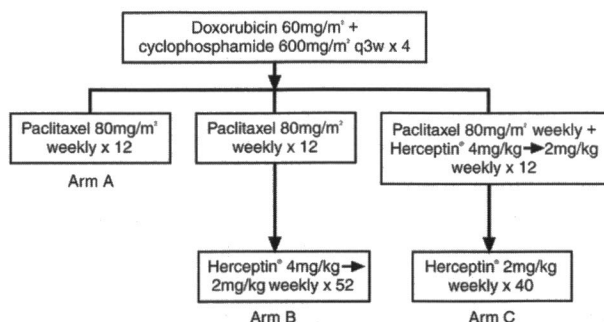 Doxorubicin 60mg/m² +
cyclophosphamide 600mg/m² q3w x 4
Paclitaxel 80mg/m²
weekly x 12
Arm A
Paclitaxel 80mg/m²
weekly x 12
Paclitaxel 80mg/m² weekly +
Herceptin® 4mg/kg→2mg/kg
weekly x 12
Herceptin® 4mg/kg→
2mg/kg weekly x 52
Arm B
Herceptin® 2mg/kg
weekly x 40
Arm C